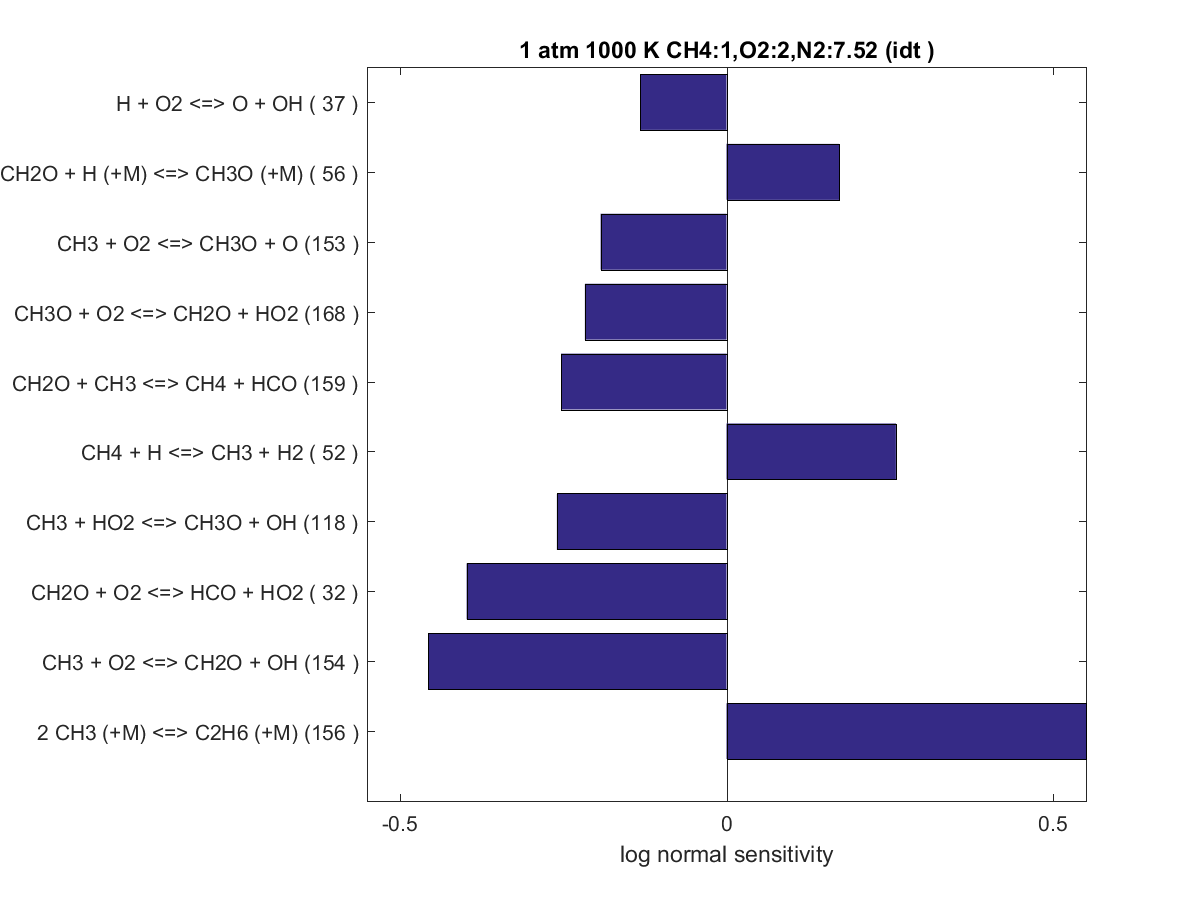 1 atm 1000 K CH4:1,O2:2,N2:7.52 (idt )
H + O2 <=> O + OH ( 37 )
CH2O + H (+M) <=> CH3O (+M) ( 56 )
CH3 + O2 <=> CH3O + O (153 )
CH3O + O2 <=> CH2O + HO2 (168 )
CH2O + CH3 <=> CH4 + HCO (159 )
CH4 + H <=> CH3 + H2 ( 52 )
CH3 + HO2 <=> CH3O + OH (118 )
CH2O + O2 <=> HCO + HO2 ( 32 )
CH3 + O2 <=> CH2O + OH (154 )
2 CH3 (+M) <=> C2H6 (+M) (156 )
-0.5 0 0.5
log normal sensitivity